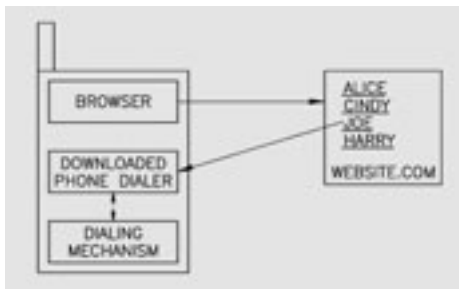 BROWSER
DOWNLOADED
PHONE DIALER
DIALING
MECHANISM
ALICE
CINDY
JOE
HARRY
WEBSITE.COM